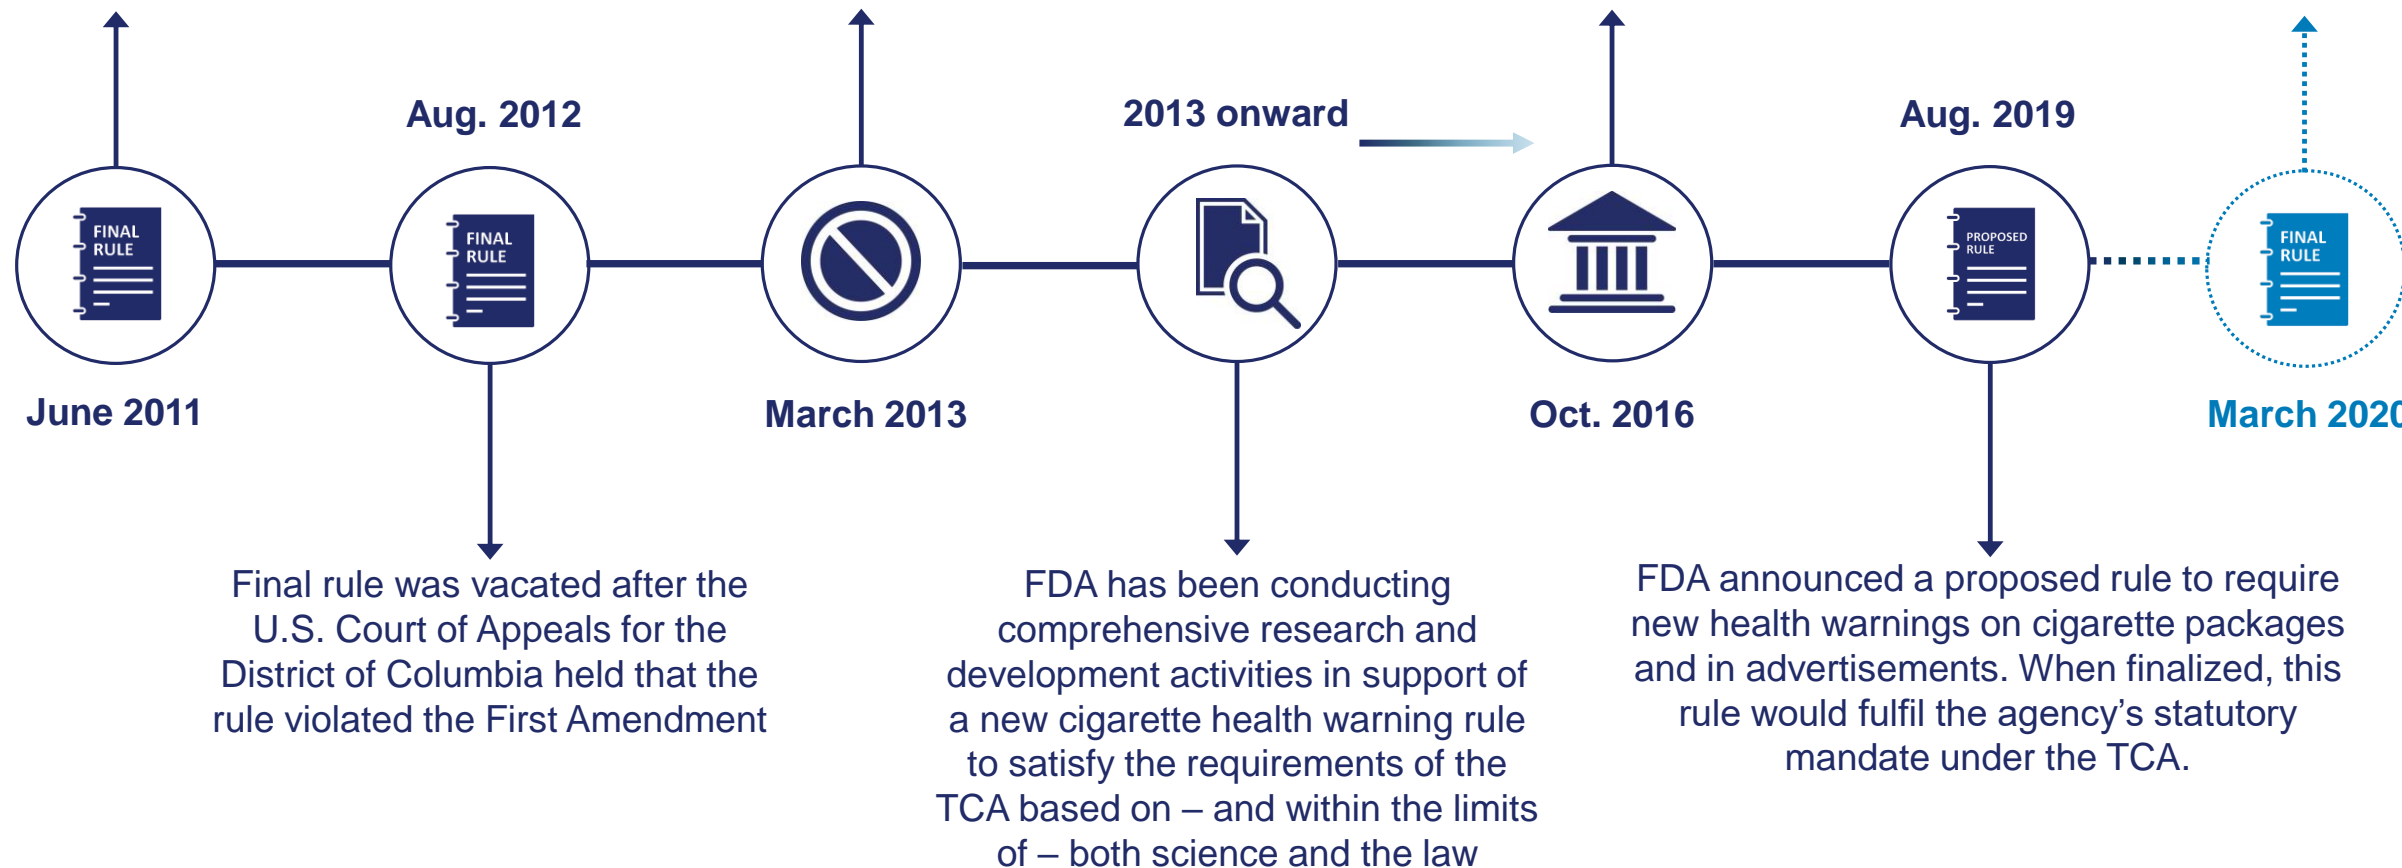 Aug. 2012
2013 onward
Aug. 2019
FINAL
RULE
FINAL
RULE
PROPOSED
RULE
FINAL
RULE
June 2011
March 2013
Oct. 2016
March 2020
Final rule was vacated after the
U.S. Court of Appeals for the
District of Columbia held that the
rule violated the First Amendment
FDA has been conducting
comprehensive research and
development activities in support of
a new cigarette health warning rule
to satisfy the requirements of the
TCA based on – and within the limits
of – both science and the law
FDA announced a proposed rule to require
new health warnings on cigarette packages
and in advertisements. When finalized, this
rule would fulfil the agency’s statutory
mandate under the TCA.